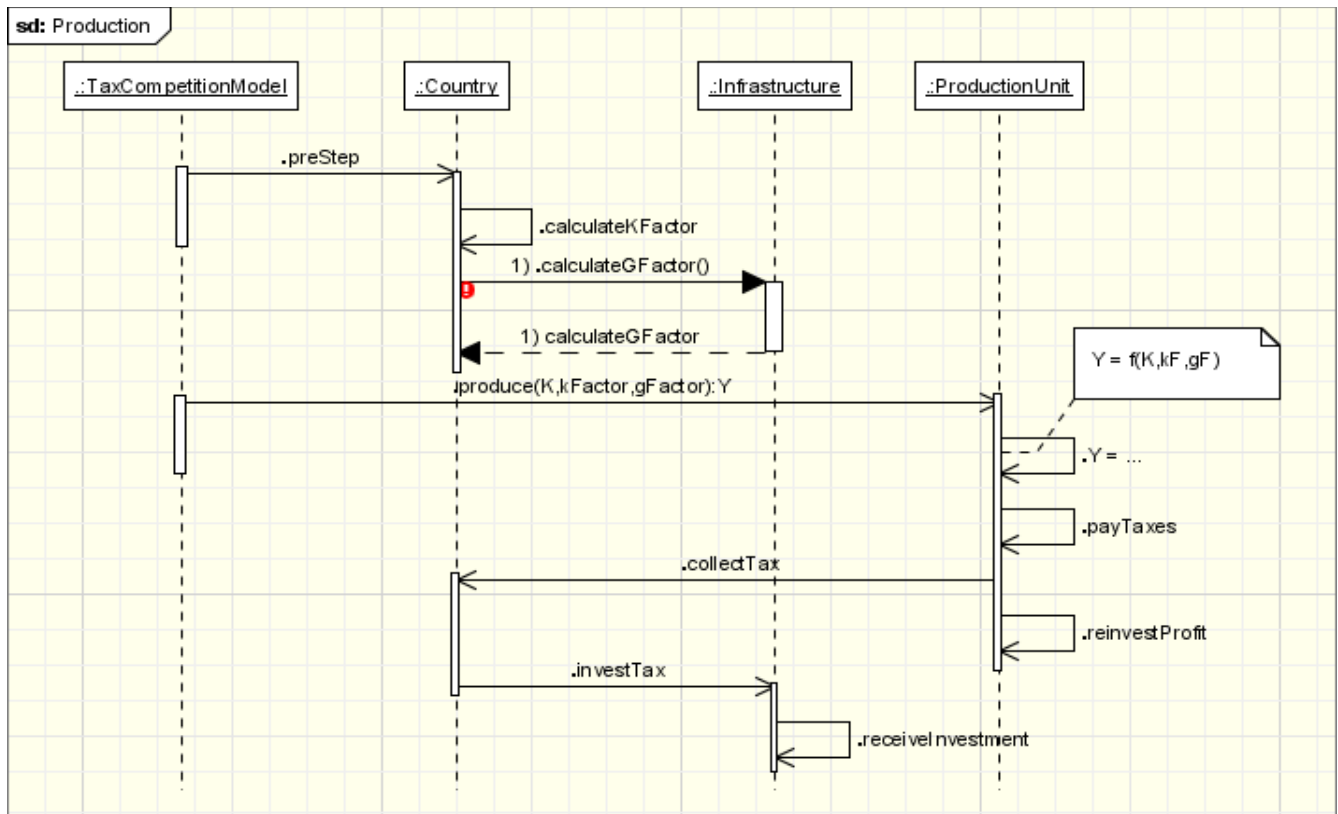 sd: Production
.:TaxCompetitionModel
.:Country
.:Infrastructure
.:ProductionUnit
.preStep
.calculateKFactor
1) .calculateGFactor()
1) calculateGFactor
Y = f(K,kF,gF)
.produce(K,kFactor,gFactor):Y
.Y = ...
.payTaxes
.collectTax
.reinvestProfit
.investTax
.receiveInvestment